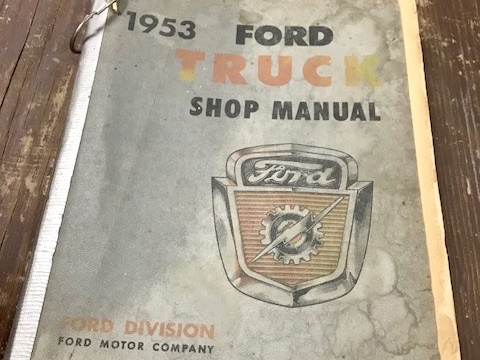 1953 FORD
TRUCK
SHOP MANUAL
Ford
FORD DIVISION
FORD MOTOR COMPANY